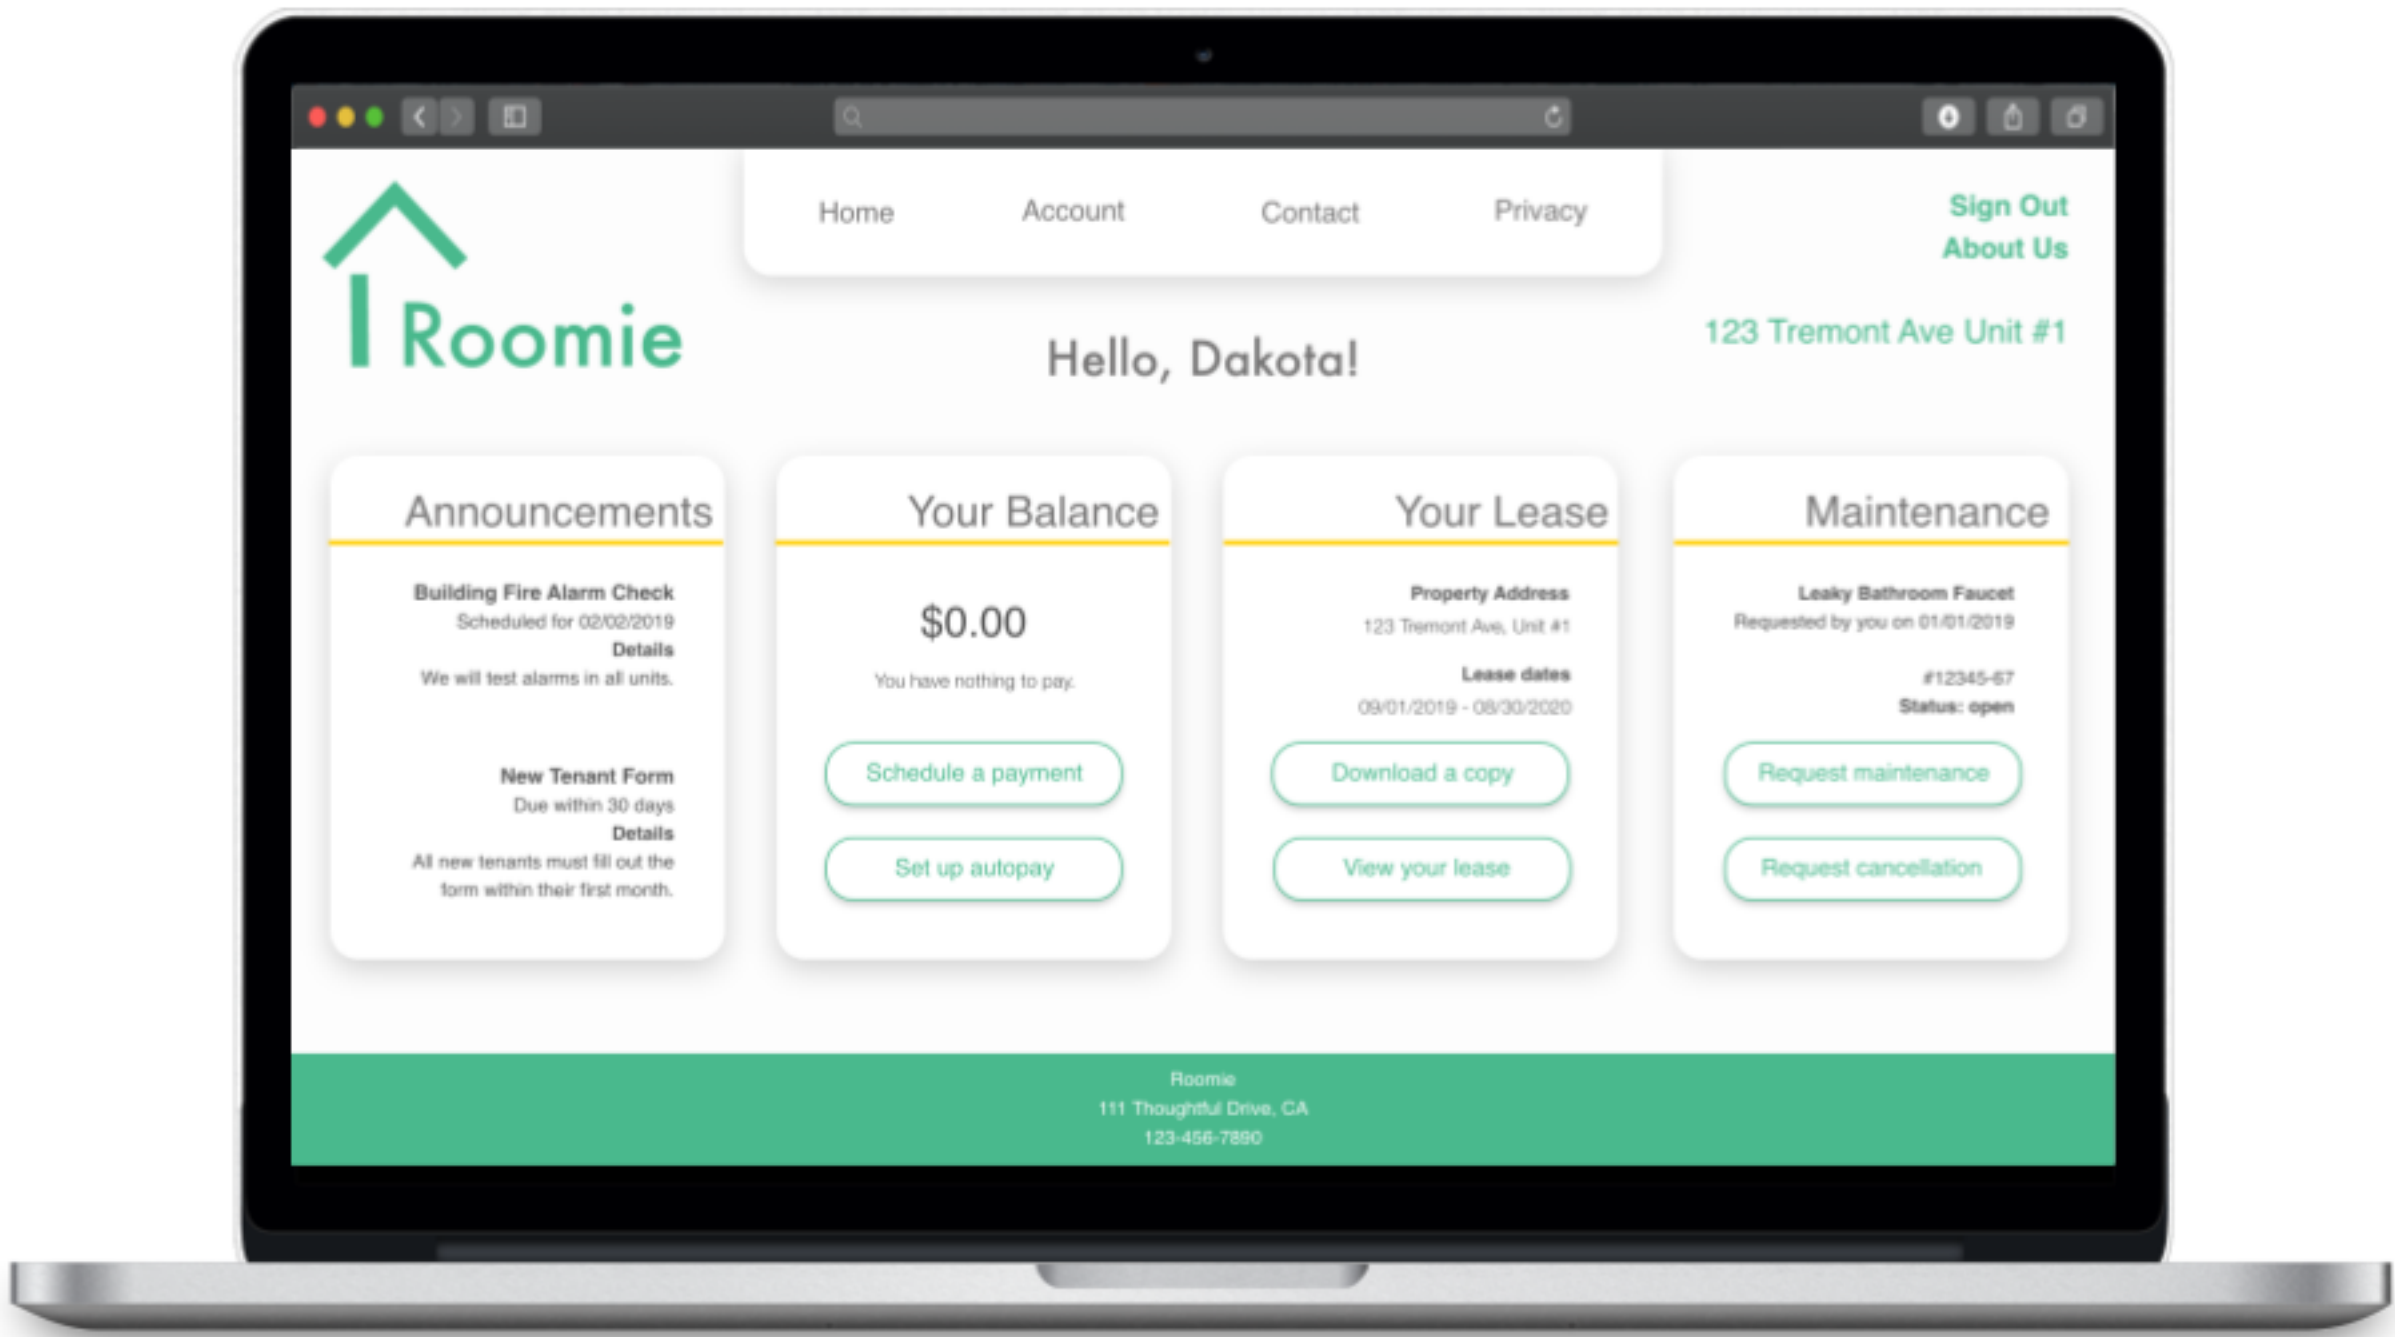 Home
Account
Contact
Privacy
Sign Out
About Us
Roomie
123 Tremont Ave Unit #1
Hello, Dakota!
Announcements
Building Fire Alarm Check
Scheduled for 02/02/2019
Details
We will test alarms in all units.
New Tenant Form
Due within 30 days
Details
All new tenants must fill out the
form within their first month.
Your Balance
$0.00
You have nothing to pay.
Schedule a payment
Set up autopay
Your Lease
Property Address
123 Tremont Ave, Unit #1
Lease dates
09/01/2019 - 08/30/2020
Download a copy
View your lease
Maintenance
Leaky Bathroom Faucet
Requested by you on 01/01/2019
#12345-67
Status: open
Request maintenance
Request cancellation
Roomie
111 Thoughtful Drive, CA
123-456-7890